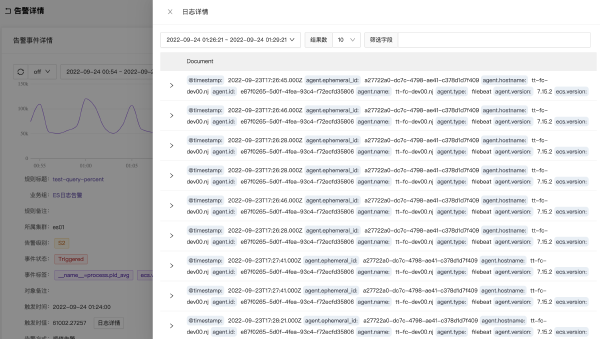 告警详情
日志详情
告警事件详情
off
2022-09-24 00:54 ~ 2022-09-
2022-09-24 01:26:21 ~ 2022-09-24 01:29:21
结果数
10
筛选字段
Document
@timestamp: 2022-09-23T17:26:45.000Z agent.ephemeral_id: a27722a0-dc7c-4798-ae41-c378d1d7f409 agent.hostname: tt-fc-
dev00.nj agent.id: e87f0265-5d0f-4fea-93c4-f72ecfd35806 agent.name: tt-fc-dev00.nj agent.type: filebeat agent.version: 7.15.2 ecs.version:
@timestamp: 2022-09-23T17:26:46.000Z agent.ephemeral_id: a27722a0-dc7c-4798-ae41-c378d1d7f409 agent.hostname: tt-fc-
dev00.nj agent.id: e87f0265-5d0f-4fea-93c4-f72ecfd35806 agent.name: tt-fc-dev00.nj agent.type: filebeat agent.version: 7.15.2 ecs.version:
@timestamp: 2022-09-23T17:26:28.000Z agent.ephemeral_id: a27722a0-dc7c-4798-ae41-c378d1d7f409 agent.hostname: tt-fc-
dev00.nj agent.id: e87f0265-5d0f-4fea-93c4-f72ecfd35806 agent.name: tt-fc-dev00.nj agent.type: filebeat agent.version: 7.15.2 ecs.version:
@timestamp: 2022-09-23T17:26:28.000Z agent.ephemeral_id: a27722a0-dc7c-4798-ae41-c378d1d7f409 agent.hostname: tt-fc-
dev00.nj agent.id: e87f0265-5d0f-4fea-93c4-f72ecfd35806 agent.name: tt-fc-dev00.nj agent.type: filebeat agent.version: 7.15.2 ecs.version:
@timestamp: 2022-09-23T17:26:46.000Z agent.ephemeral_id: a27722a0-dc7c-4798-ae41-c378d1d7f409 agent.hostname: tt-fc-
dev00.nj agent.id: e87f0265-5d0f-4fea-93c4-f72ecfd35806 agent.name: tt-fc-dev00.nj agent.type: filebeat agent.version: 7.15.2 ecs.version:
@timestamp: 2022-09-23T17:26:28.000Z agent.ephemeral_id: a27722a0-dc7c-4798-ae41-c378d1d7f409 agent.hostname: tt-fc-
dev00.nj agent.id: e87f0265-5d0f-4fea-93c4-f72ecfd35806 agent.name: tt-fc-dev00.nj agent.type: filebeat agent.version: 7.15.2 ecs.version:
@timestamp: 2022-09-23T17:27:41.000Z agent.ephemeral_id: a27722a0-dc7c-4798-ae41-c378d1d7f409 agent.hostname: tt-fc-
dev00.nj agent.id: e87f0265-5d0f-4fea-93c4-f72ecfd35806 agent.name: tt-fc-dev00.nj agent.type: filebeat agent.version: 7.15.2 ecs.version:
@timestamp: 2022-09-23T17:27:41.000Z agent.ephemeral_id: a27722a0-dc7c-4798-ae41-c378d1d7f409 agent.hostname: tt-fc-
dev00.nj agent.id: e87f0265-5d0f-4fea-93c4-f72ecfd35806 agent.name: tt-fc-dev00.nj agent.type: filebeat agent.version: 7.15.2 ecs.version:
@timestamp: 2022-09-23T17:26:21.000Z agent.ephemeral_id: a27722a0-dc7c-4798-ae41-c378d1d7f409 agent.hostname: tt-fc-
dev00.nj agent.id: e87f0265-5d0f-4fea-93c4-f72ecfd35806 agent.name: tt-fc-dev00.nj agent.type: filebeat agent.version: 7.15.2 ecs.version:
00:55
01:00
01:05
规则标题: test-query-percent
业务组: ES日志告警
规则备注:
所属集群: es01
告警级别: S2
事件状态: Triggered
事件标签: __name__=process.pid_avg ecs.v
对象备注:
触发时间: 2022-09-24 01:24:00
触发时值: 61002.27257 日志详情